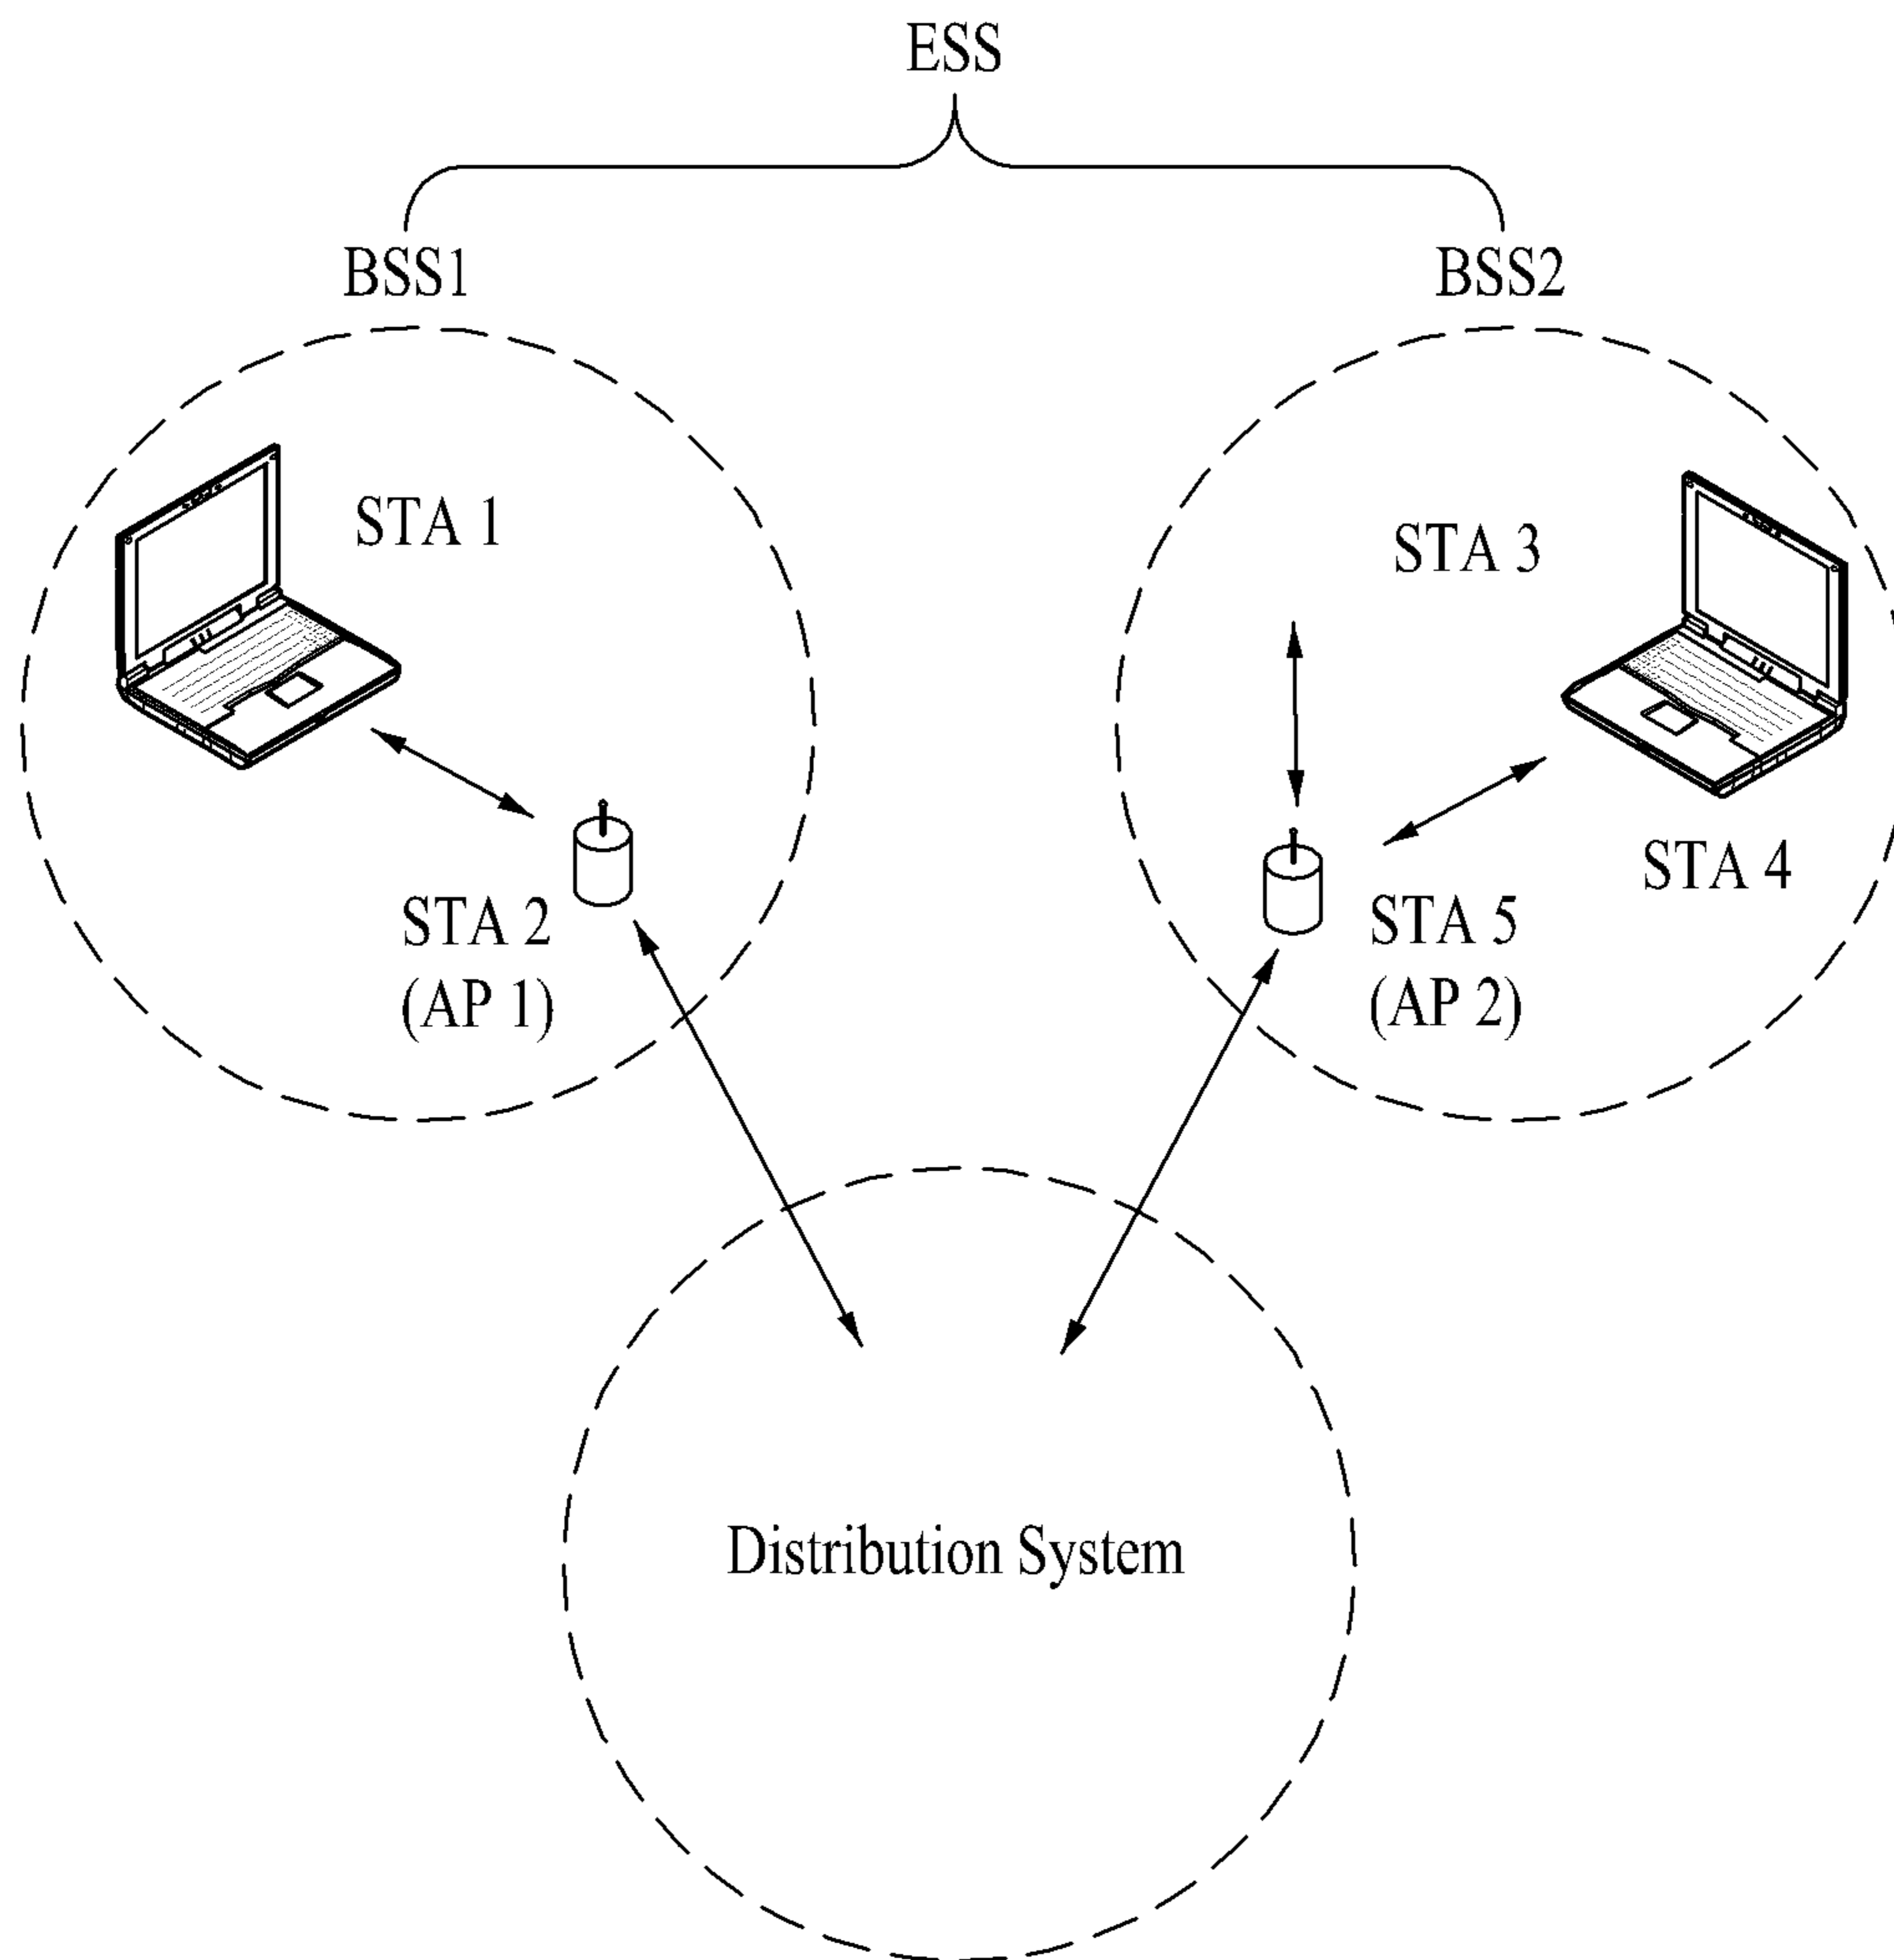 ESS
BSS1
BSS2
STA 1
STA 3
STA 4
STA 2
(AP 1)
STA 5
(AP 2)
Distribution System